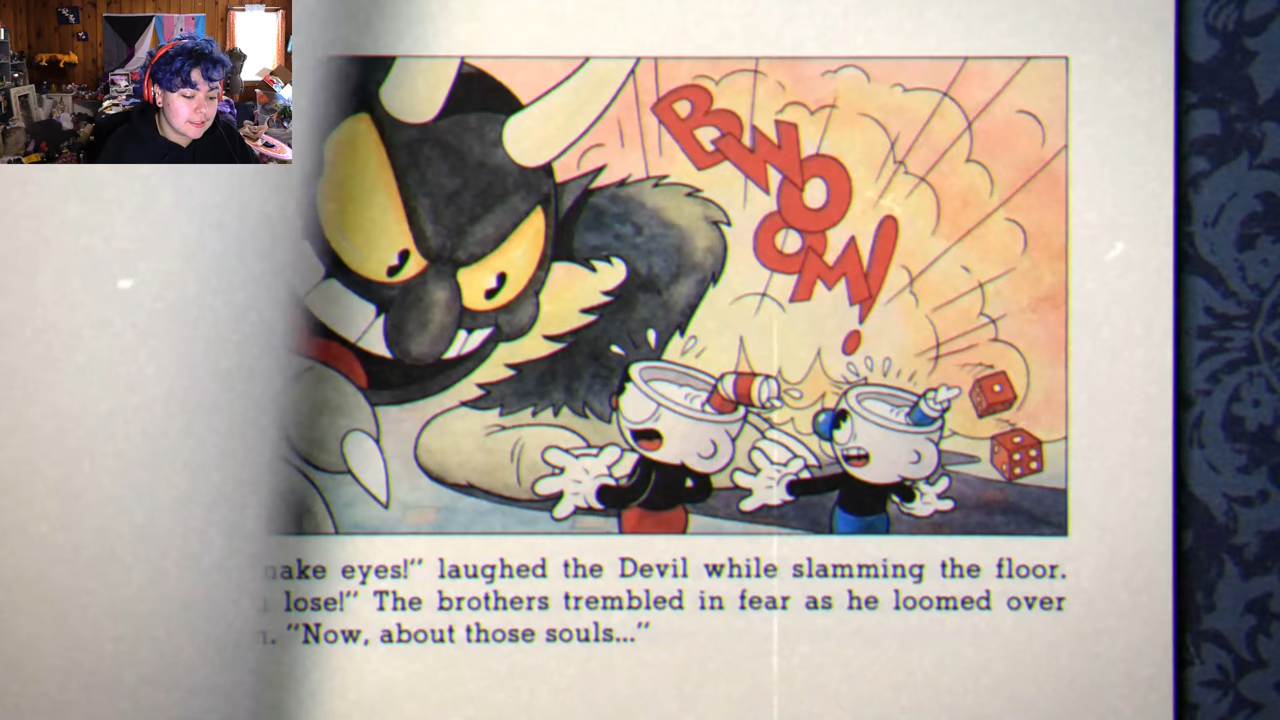 BWOOM!
ake eyes!” laughed the Devil while slamming the floor.
lose!” The brothers trembled in fear as he loomed over
“Now, about those souls...”